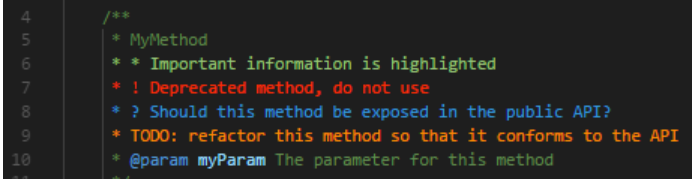 4 /**
5 * MyMethod
6 * * Important information is highlighted
7 * ! Deprecated method, do not use
8 * ? Should this method be exposed in the public API?
9 * TODO: refactor this method so that it conforms to the API
10 * @param myParam The parameter for this method